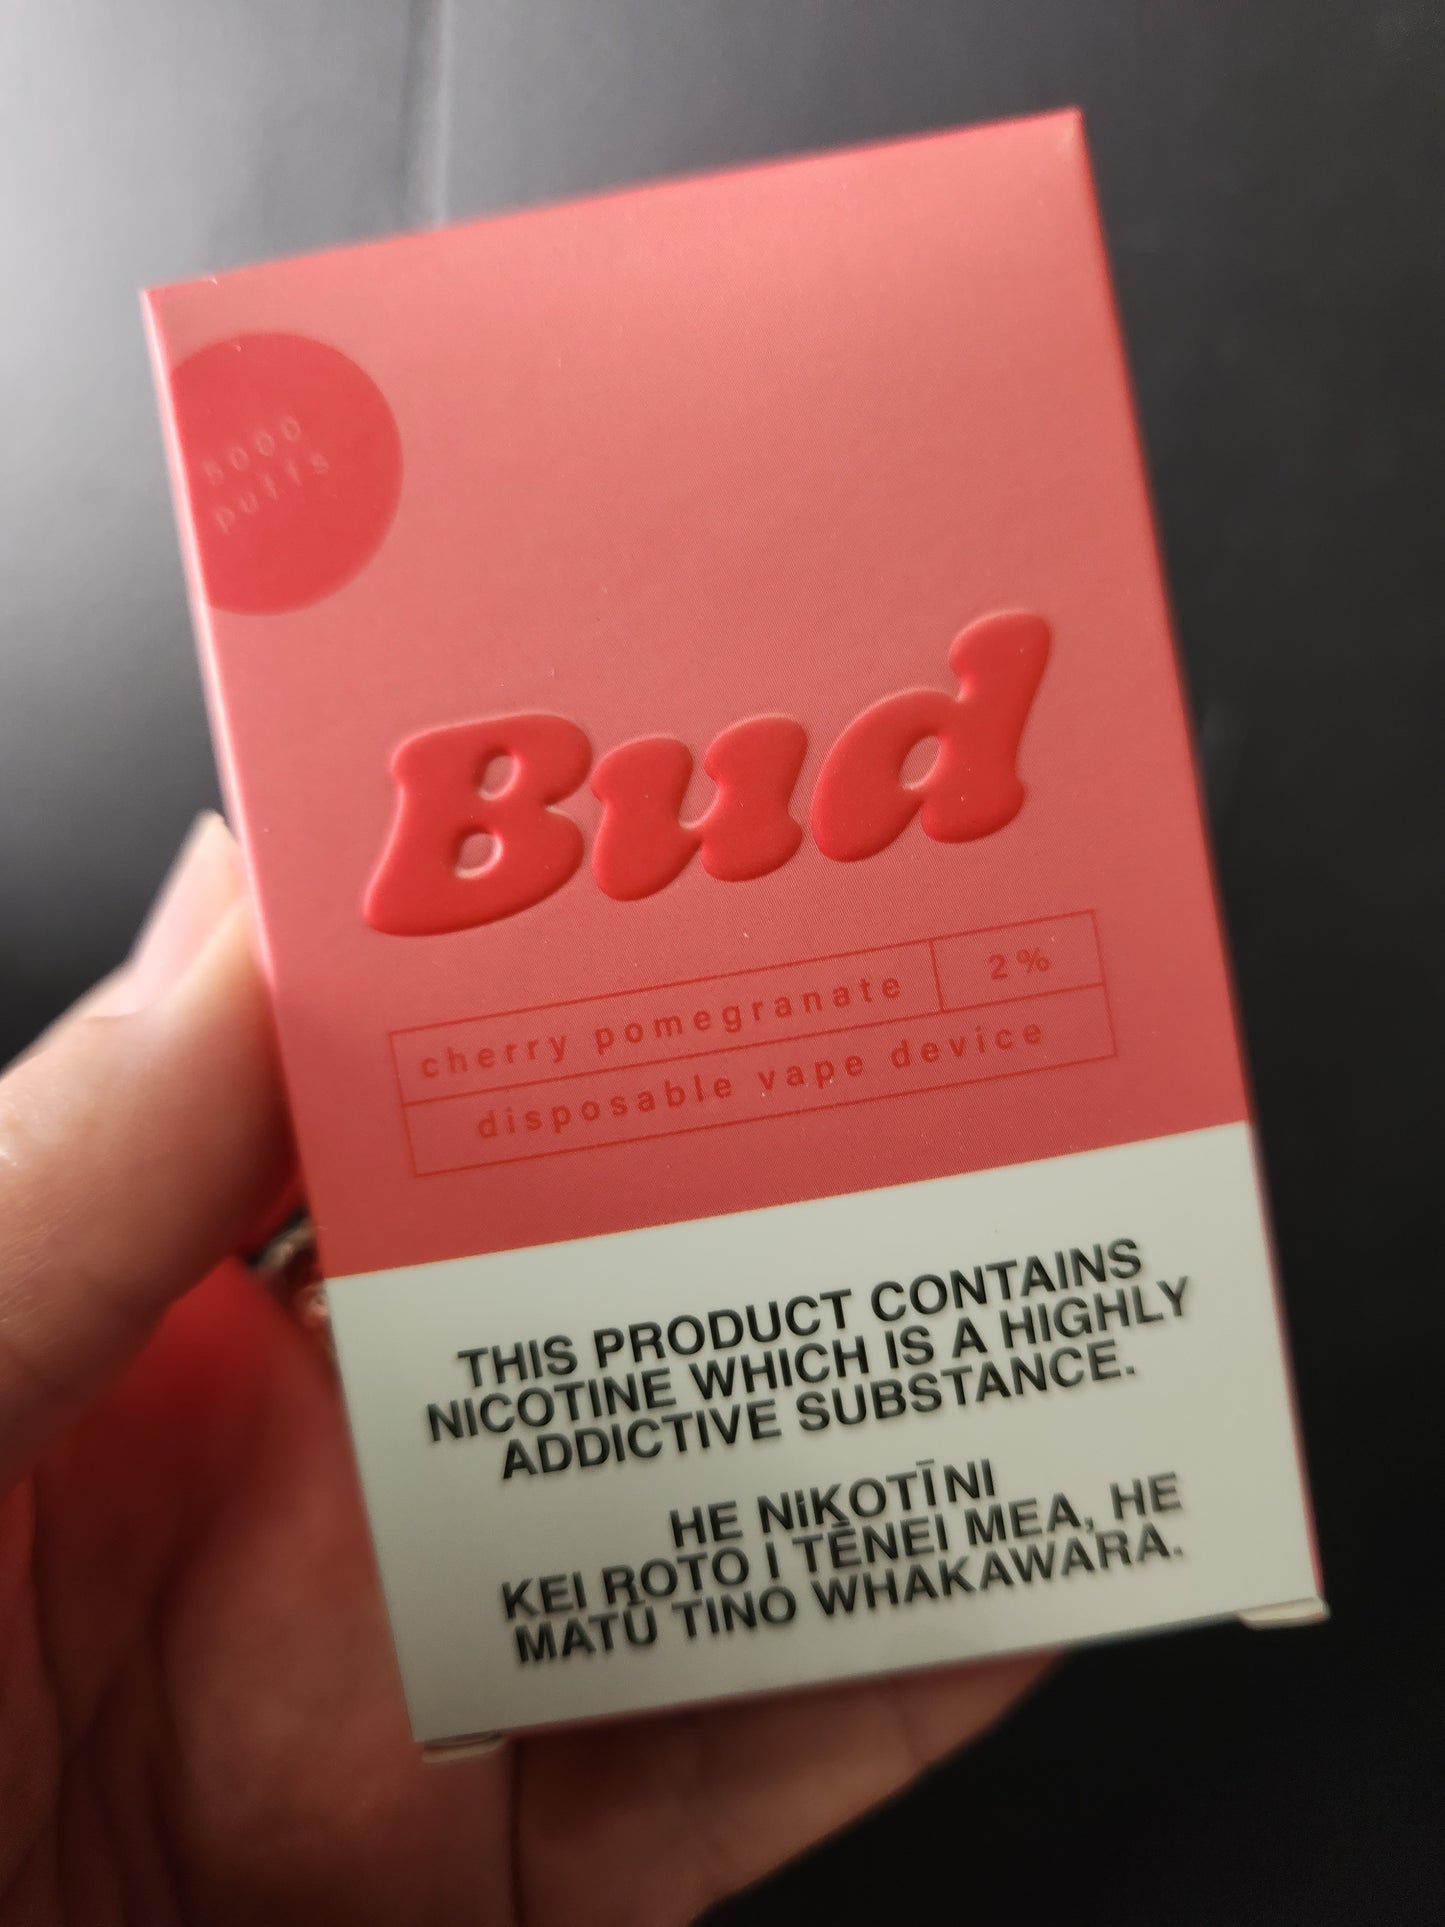 5000
puffs
Bud
cherry pomegranate 2%
disposable vape device
THIS PRODUCT CONTAINS
NICOTINE WHICH IS A HIGHLY
ADDICTIVE SUBSTANCE.
HE NiKOTĪNI
KEI ROTO I TĒNEI MEA, HE
MATŪ TINO WHAKAWARA.